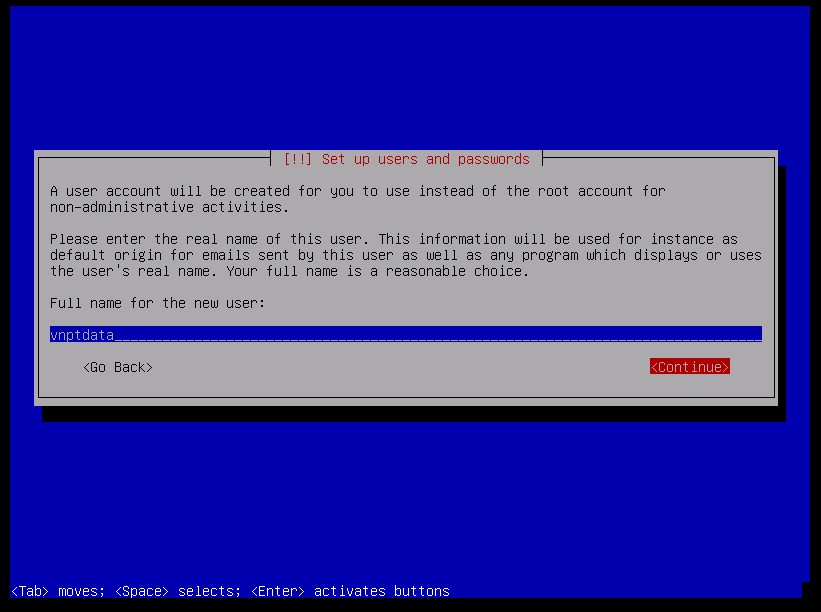 [!!] Set up users and passwords
A user account will be created for you to use instead of the root account for
non-administrative activities.
Please enter the real name of this user. This information will be used for instance as
default origin for emails sent by this user as well as any program which displays or uses
the user's real name. Your full name is a reasonable choice.
Full name for the new user:
vnptdata
<Go Back> <Continue>
<Tab> moves; <Space> selects; <Enter> activates buttons